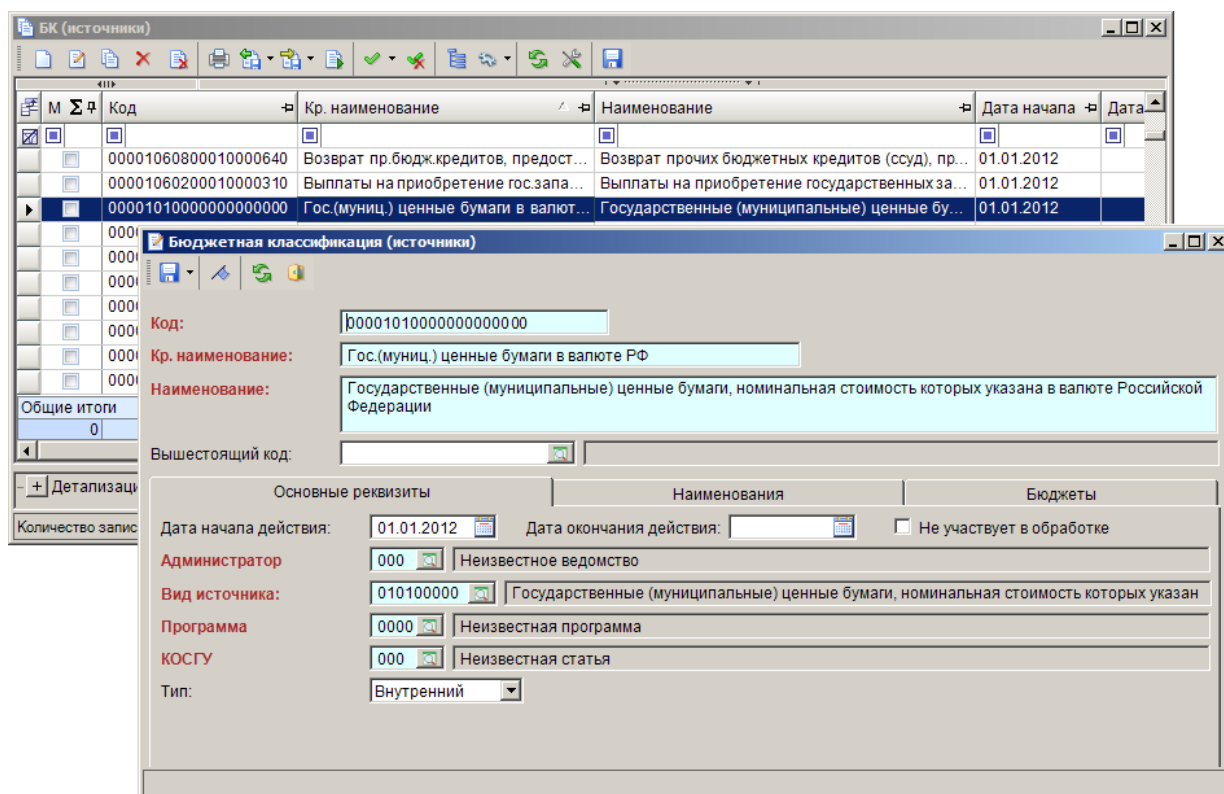 БК (источники)
М Σ Код Кр. наименование Наименование Дата начала Дата
00001060800010000640 Возврат пр.бюдж.кредитов, предост... Возврат прочих бюджетных кредитов (ссуд), пр... 01.01.2012
00001060200010000310 Выплаты на приобретение гос.запа... Выплаты на приобретение государственных за... 01.01.2012
00001010000000000000 Гос.(муниц.) ценные бумаги в валют... Государственные (муниципальные) ценные бу... 01.01.2012
Общие итоги
0
+ Детализаци
Количество запис
Бюджетная классификация (источники)
Код: 00001010000000000000
Кр. наименование: Гос.(муниц.) ценные бумаги в валюте РФ
Наименование: Государственные (муниципальные) ценные бумаги, номинальная стоимость которых указана в валюте Российской
Федерации
Вышестоящий код:
Основные реквизиты Наименования Бюджеты
Дата начала действия: 01.01.2012 Дата окончания действия: Не участвует в обработке
Администратор 000 Неизвестное ведомство
Вид источника: 010100000 Государственные (муниципальные) ценные бумаги, номинальная стоимость которых указан
Программа 0000 Неизвестная программа
КОСГУ 000 Неизвестная статья
Тип: Внутренний